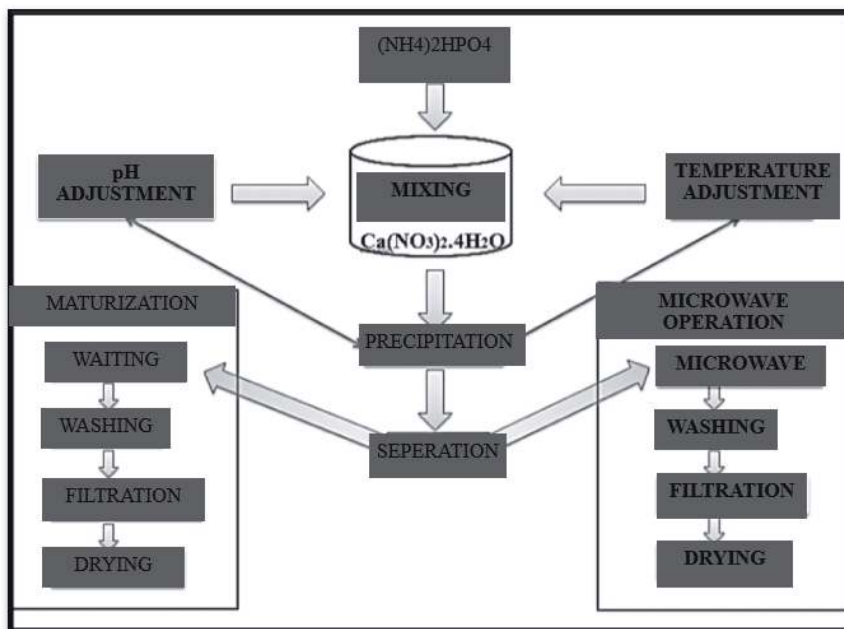 (NH4)2HPO4
pH
ADJUSTMENT
MIXING
TEMPERATURE
ADJUSTMENT
Ca(NO3)2.4H2O
MATURIZATION
MICROWAVE
OPERATION
PRECIPITATION
WAITING
MICROWAVE
WASHING
WASHING
SEPERATION
FILTRATION
FILTRATION
DRYING
DRYING